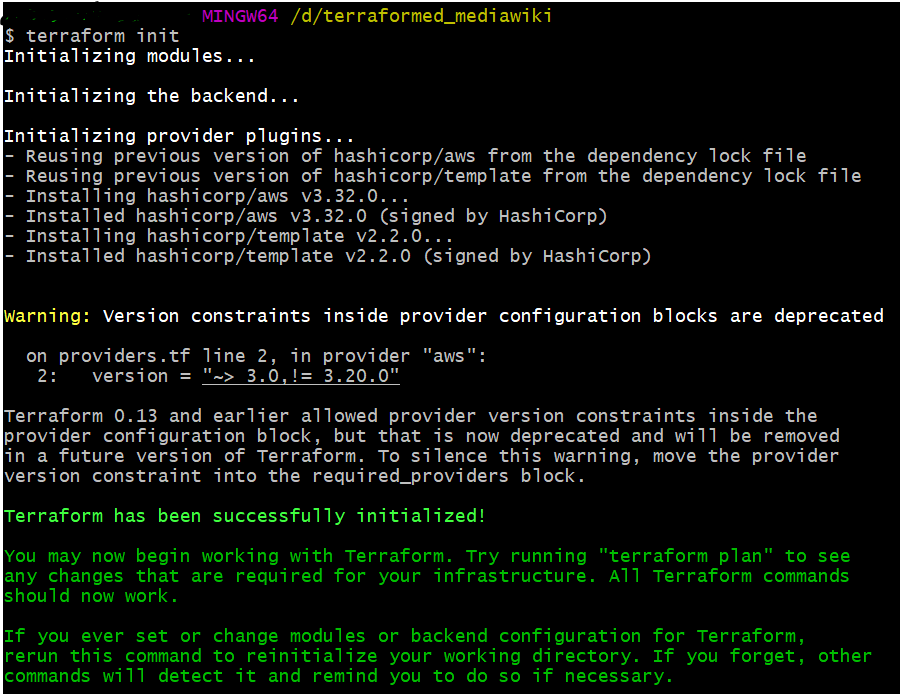 MINGW64 /d/terraformed_mediawiki
$ terraform init
Initializing modules...
Initializing the backend...
Initializing provider plugins...
- Reusing previous version of hashicorp/aws from the dependency lock file
- Reusing previous version of hashicorp/template from the dependency lock file
- Installing hashicorp/aws v3.32.0...
- Installed hashicorp/aws v3.32.0 (signed by HashiCorp)
- Installing hashicorp/template v2.2.0...
- Installed hashicorp/template v2.2.0 (signed by HashiCorp)
Warning: Version constraints inside provider configuration blocks are deprecated
on providers.tf line 2, in provider "aws":
2: version = "~> 3.0,!= 3.20.0"
Terraform 0.13 and earlier allowed provider version constraints inside the
provider configuration block, but that is now deprecated and will be removed
in a future version of Terraform. To silence this warning, move the provider
version constraint into the required_providers block.
Terraform has been successfully initialized!
You may now begin working with Terraform. Try running "terraform plan" to see
any changes that are required for your infrastructure. All Terraform commands
should now work.
If you ever set or change modules or backend configuration for Terraform,
rerun this command to reinitialize your working directory. If you forget, other
commands will detect it and remind you to do so if necessary.